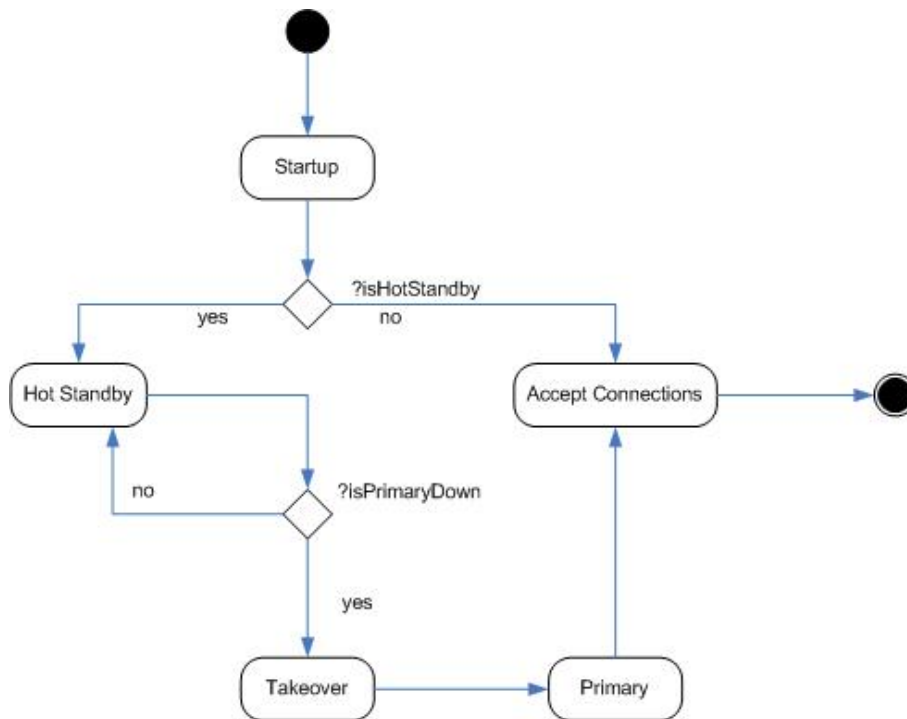 Startup
?isHotStandby
yes
no
Hot Standby
Accept Connections
no
?isPrimaryDown
yes
Takeover
Primary